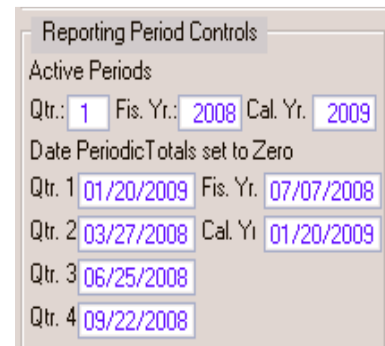 Reporting Period Controls
Active Periods
Qtr.: 1 Fis. Yr.: 2008 Cal. Yr. 2009
Date PeriodicTotals set to Zero
Qtr. 1 01/20/2009 Fis. Yr. 07/07/2008
Qtr. 2 03/27/2008 Cal. Yı 01/20/2009
Qtr. 3 06/25/2008
Qtr. 4 09/22/2008